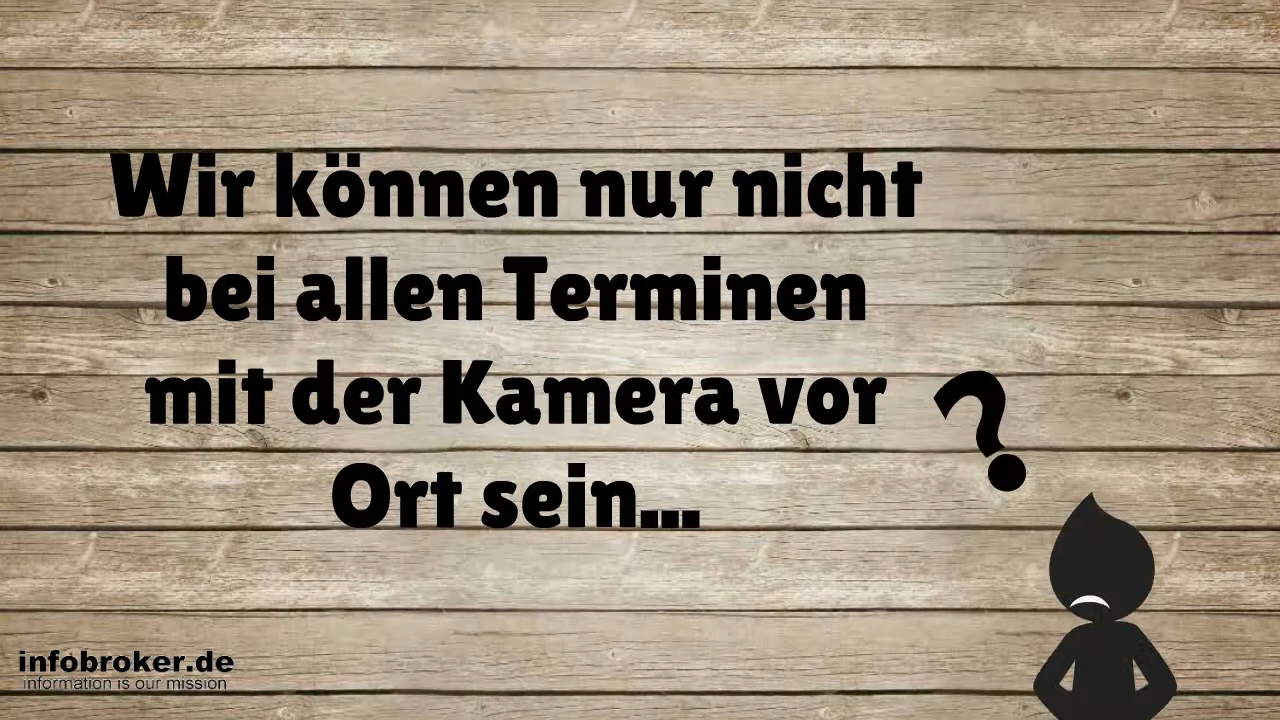 Wir können nur nicht
bei allen Terminen
mit der Kamera vor
Ort sein...
?
infobroker.de
information is our mission